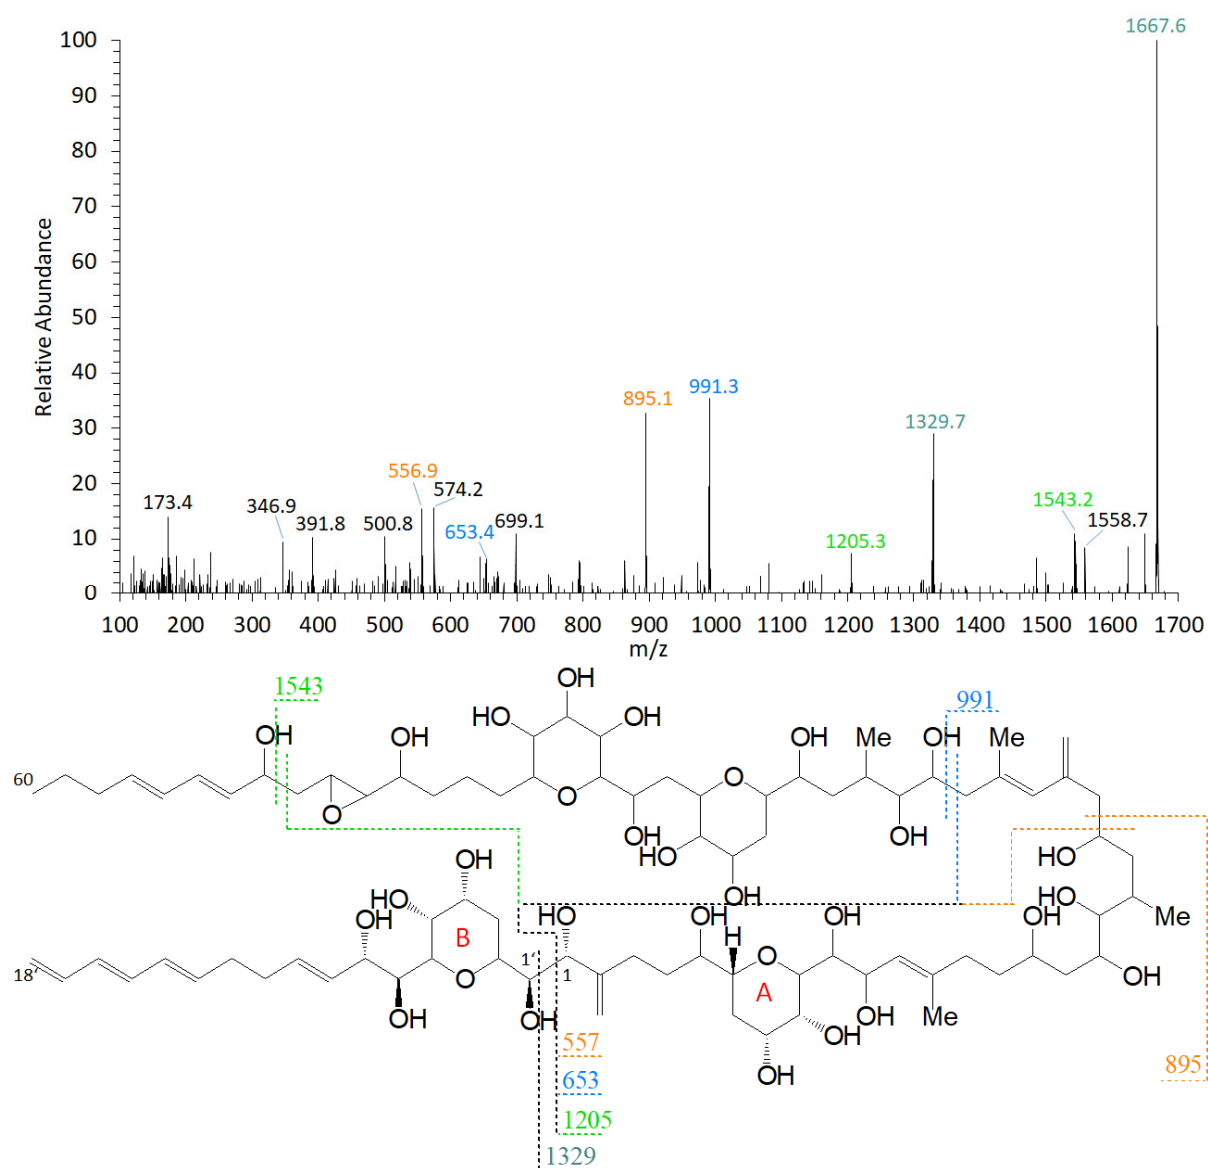 1667.6
100
90
80
70
60
50
40
30
20
10
0
Relative Abundance
895.1
991.3
1329.7
556.9
574.2
173.4
346.9
391.8
500.8
653.4
699.1
1205.3
1543.2
1558.7
100 200 300 400 500 600 700 800 900 1000 1100 1200 1300 1400 1500 1600 1700
m/z
1543
OH
OH
OH
HO
OH
OH
Me
OH
Me
991
60
O
O
OH
O
HO
OH
OH
HO
OH
HO
OH
B
O
OH
HO
OH
H
O
A
OH
OH
HO
Me
18'
1'
1
OH
OH
OH
Me
OH
OH
OH
557
653
1205
1329
895